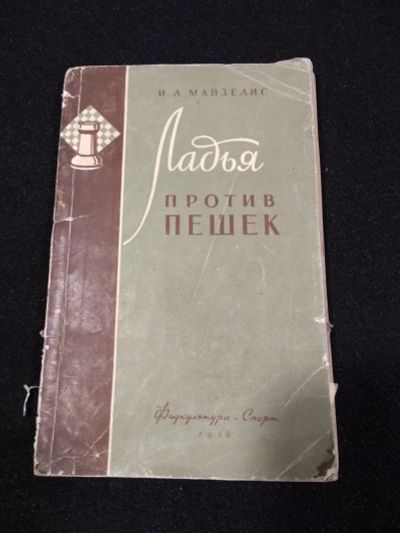 И. Л. МАЙЗЕЛИС
Ладья
ПРОТИВ
ПЕШЕК
Физкультура и Спорт
1956